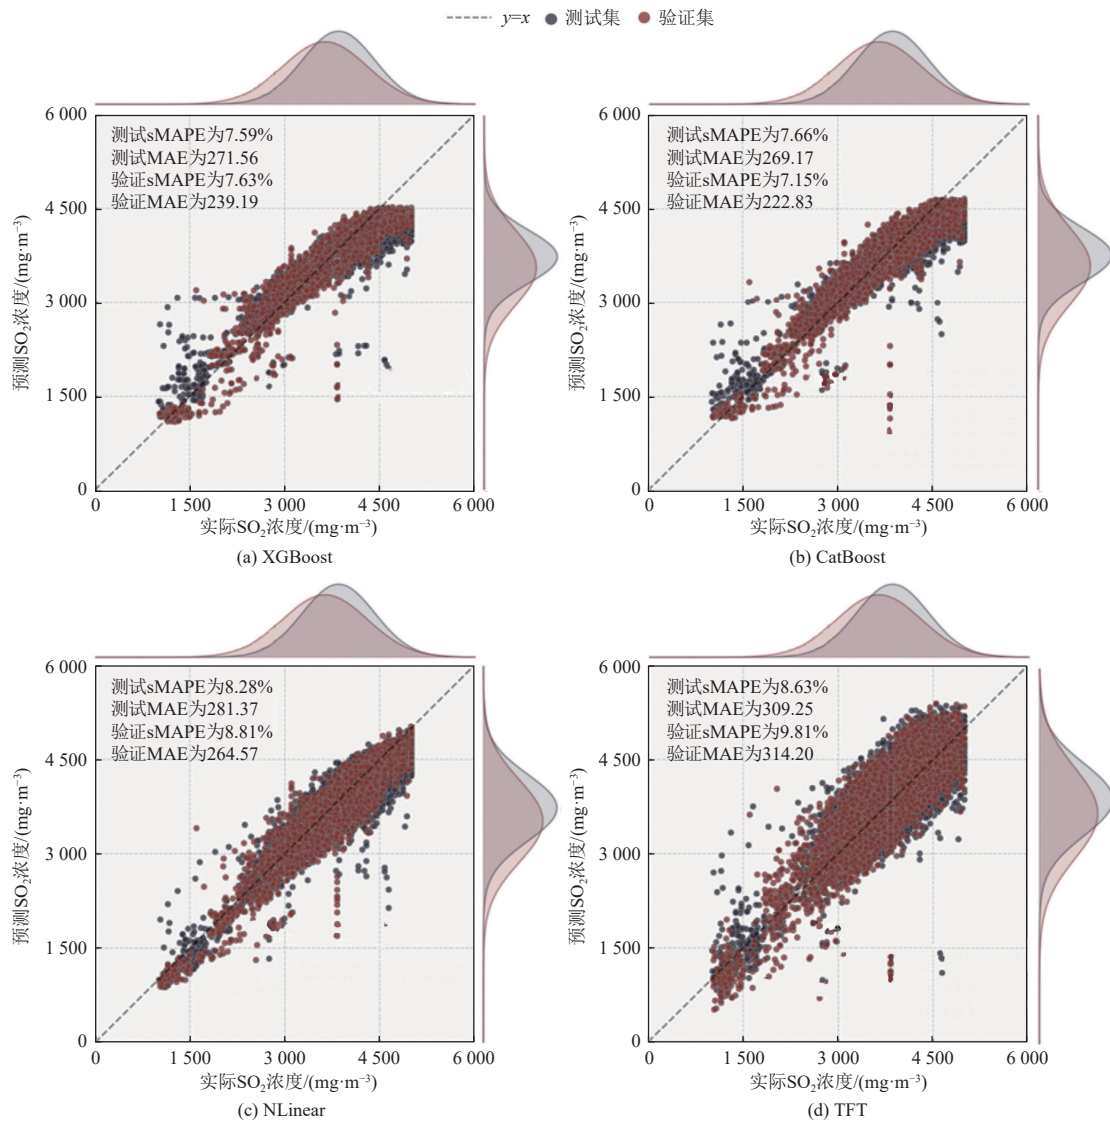 y=x 测试集 验证集
6 000
4 500
3 000
1 500
0
预测SO₂浓度/(mg·m⁻³)
测试sMAPE为7.59%
测试MAE为271.56
验证sMAPE为7.63%
验证MAE为239.19
0 1 500 3 000 4 500 6 000
实际SO₂浓度/(mg·m⁻³)
(a) XGBoost
6 000
4 500
3 000
1 500
0
预测SO₂浓度/(mg·m⁻³)
测试sMAPE为7.66%
测试MAE为269.17
验证sMAPE为7.15%
验证MAE为222.83
0 1 500 3 000 4 500 6 000
实际SO₂浓度/(mg·m⁻³)
(b) CatBoost
6 000
4 500
3 000
1 500
0
预测SO₂浓度/(mg·m⁻³)
测试sMAPE为8.28%
测试MAE为281.37
验证sMAPE为8.81%
验证MAE为264.57
0 1 500 3 000 4 500 6 000
实际SO₂浓度/(mg·m⁻³)
(c) NLinear
6 000
4 500
3 000
1 500
0
预测SO₂浓度/(mg·m⁻³)
测试sMAPE为8.63%
测试MAE为309.25
验证sMAPE为9.81%
验证MAE为314.20
0 1 500 3 000 4 500 6 000
实际SO₂浓度/(mg·m⁻³)
(d) TFT